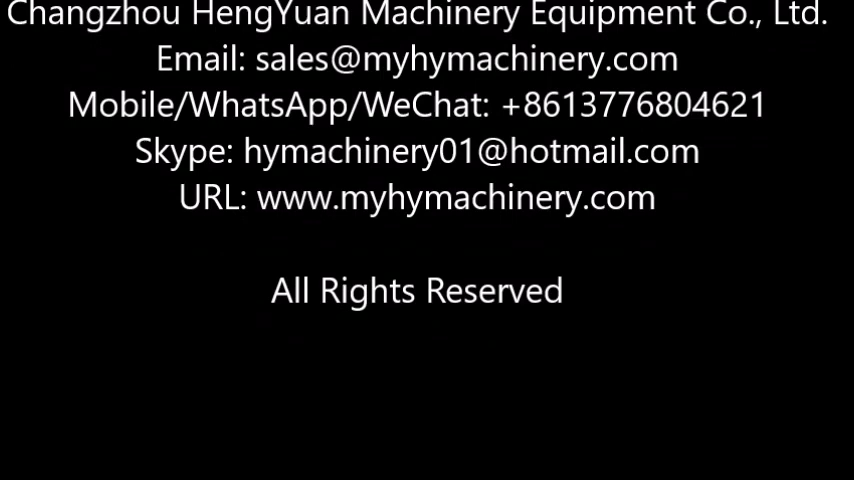 Changzhou HengYuan Machinery Equipment Co., Ltd.
Email: sales@myhymachinery.com
Mobile/WhatsApp/WeChat: +8613776804621
Skype: hymachinery01@hotmail.com
URL: www.myhymachinery.com
All Rights Reserved